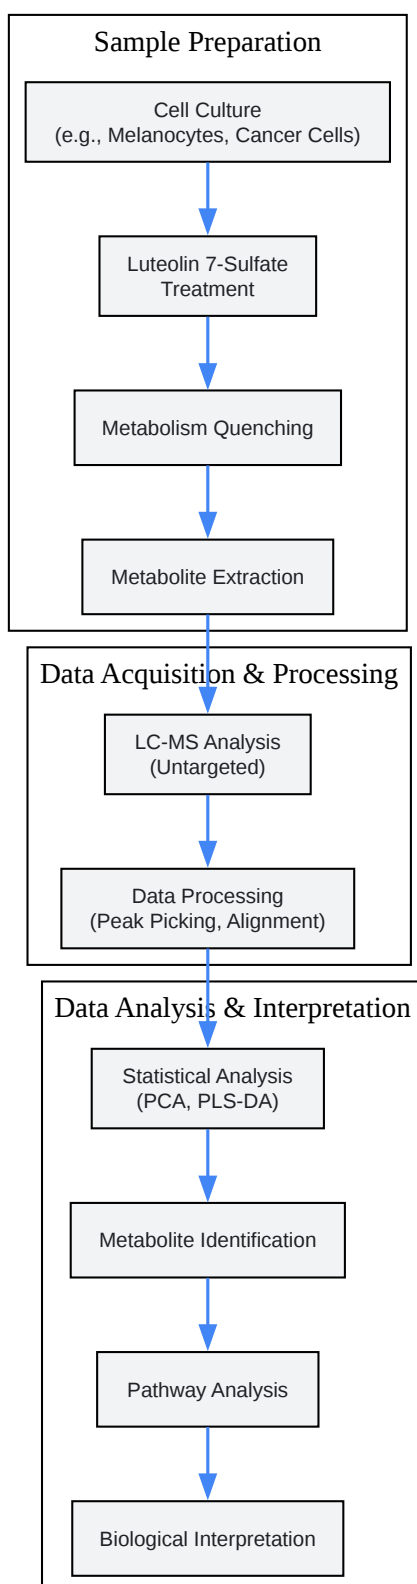 Sample Preparation
Cell Culture
(e.g., Melanocytes, Cancer Cells)
Luteolin 7-Sulfate
Treatment
Metabolism Quenching
Metabolite Extraction
Data Acquisition & Processing
LC-MS Analysis
(Untargeted)
Data Processing
(Peak Picking, Alignment)
Data Analysis & Interpretation
Statistical Analysis
(PCA, PLS-DA)
Metabolite Identification
Pathway Analysis
Biological Interpretation